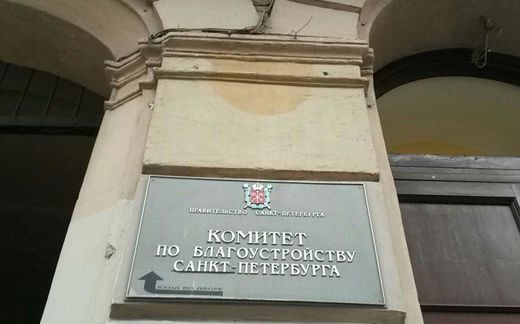 ПРАВИТЕЛЬСТВО САНКТ-ПЕТЕРБУРГА
КОМИТЕТ
ПО БЛАГОУСТРОЙСТВУ
САНКТ-ПЕТЕРБУРГА
ВХОД ВО ДВОРЕ